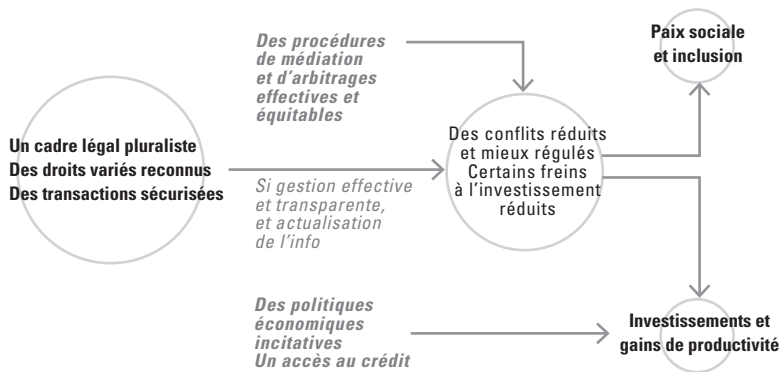 Des procédures
de médiation
et d'arbitrages
effectives et
équitables
Paix sociale
et inclusion
Un cadre légal pluraliste
Des droits variés reconnus
Des transactions sécurisées
Si gestion effective
et transparente,
et actualisation
de l'info
Des conflits réduits
et mieux régulés
Certains freins
à l'investissement
réduits
Des politiques
économiques
incitatives
Un accès au crédit
Investissements et
gains de productivité